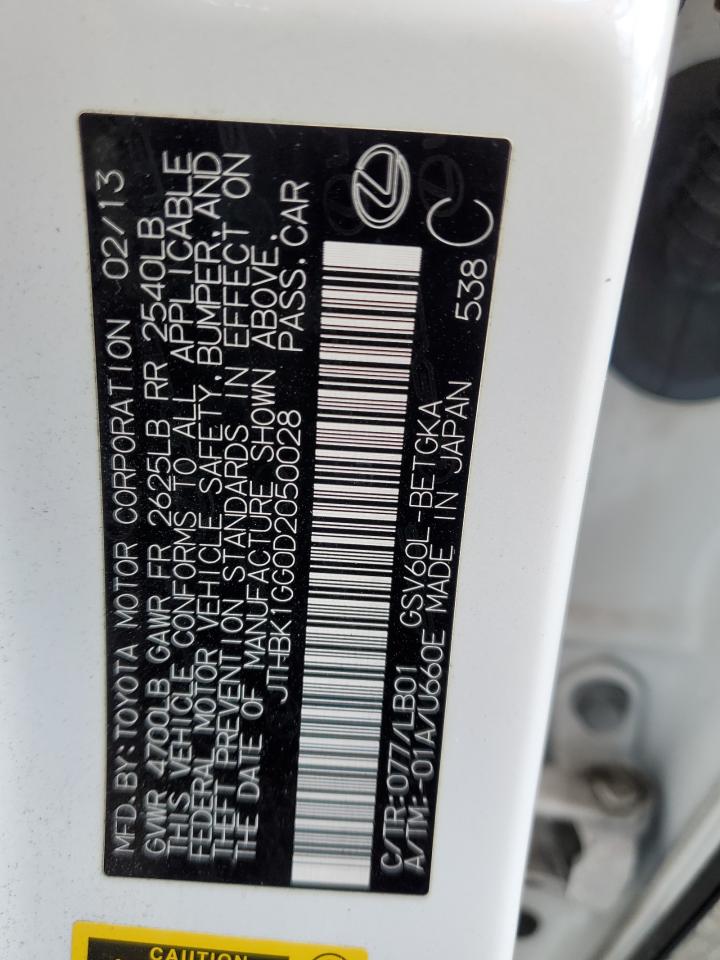 MFD.BY:TOYOTA MOTOR CORPORATION 02/13
GVWR 4700LB GAWR FR 2625LB RR 2540LB
THIS VEHICLE CONFORMS TO ALL APPLICABLE
FEDERAL MOTOR VEHICLE SAFETY,BUMPER,AND
THEFT PREVENTION STANDARDS IN EFFECT ON
THE DATE OF MANUFACTURE SHOWN ABOVE.
JTHBK1GG0D2050028 PASS.CAR
C/TR:077/LB01 GSV60L-BETGKA 538 C
A/TM:-01A/U660E MADE IN JAPAN
CAUTION